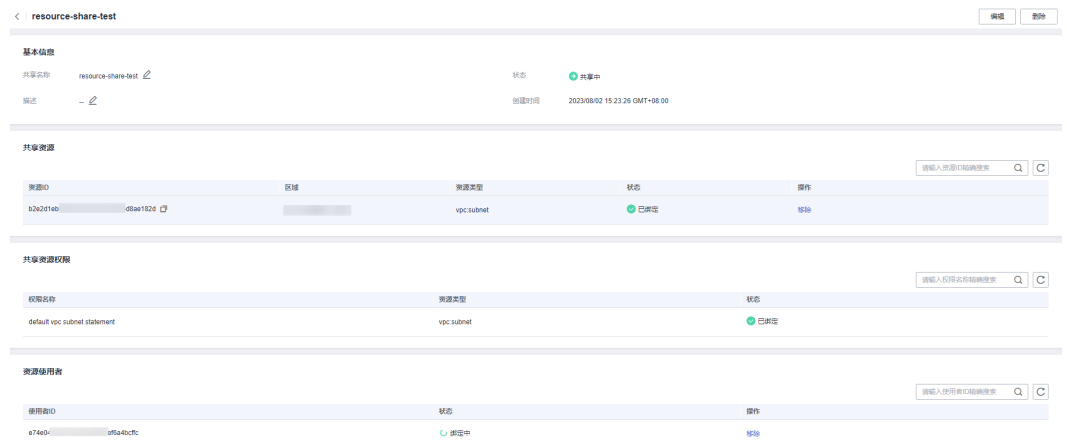 resource-share-test 编辑 删除
基本信息
共享名称 resource-share-test 状态 共享中
描述 -- 创建时间 2023/08/02 15:23:26 GMT+08:00
共享资源
请输入资源ID精确搜索
资源ID 区域 资源类型 状态 操作
b2e2d1eb d8ae182d vpc:subnet 已绑定 移除
共享资源权限
请输入权限名称精确搜索
权限名称 资源类型 状态
default vpc subnet statement vpc:subnet 已绑定
资源使用者
请输入使用者ID精确搜索
使用者ID 状态 操作
e74e04 ef6a4bcffc 绑定中 移除